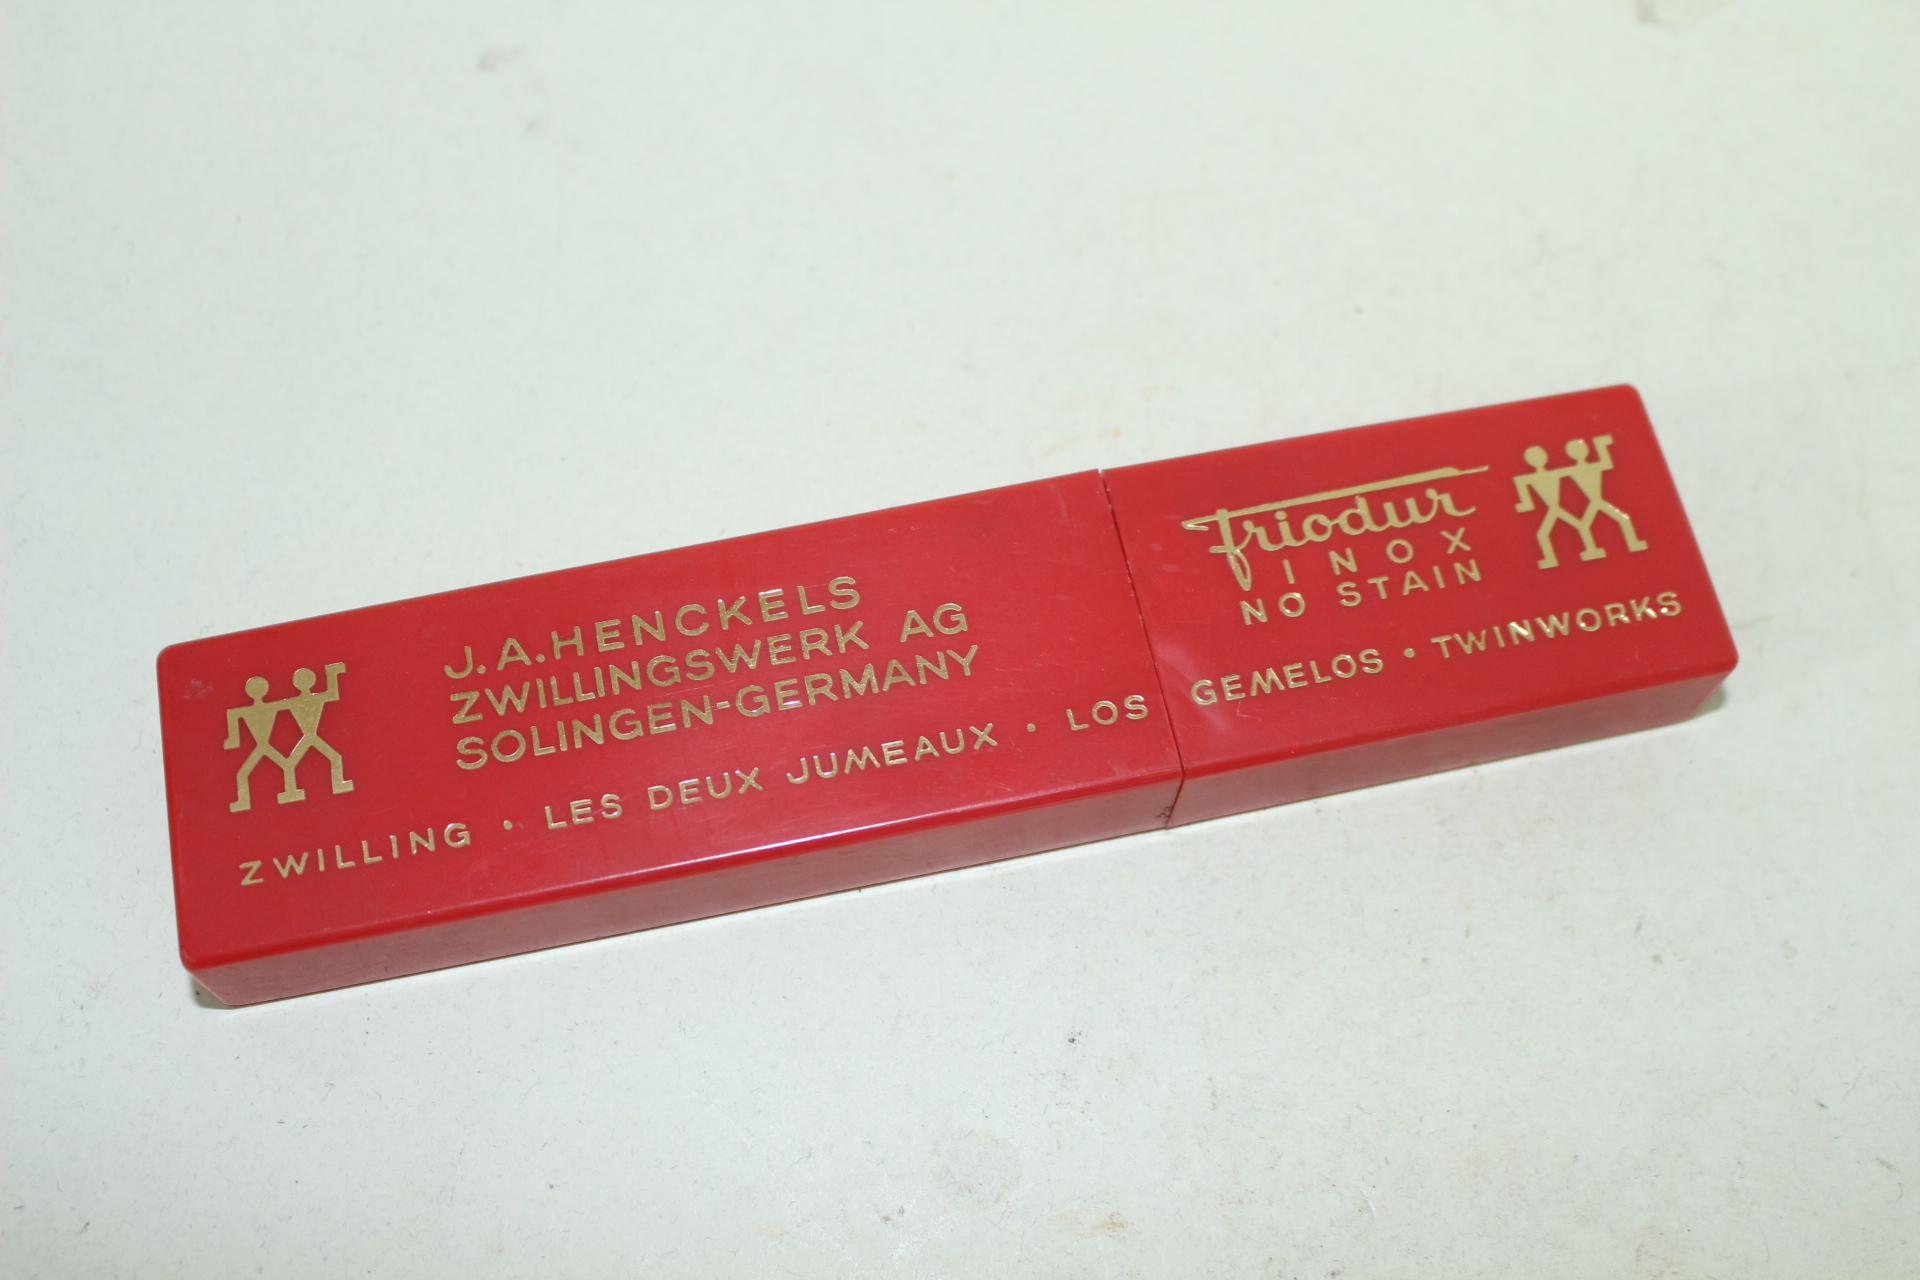 J.A.HENCKELS
ZWILLINGSWERK AG
SOLINGEN-GERMANY
friodur
INOX
NO STAIN
ZWILLING · LES DEUX JUMEAUX · LOS GEMELOS · TWINWORKS